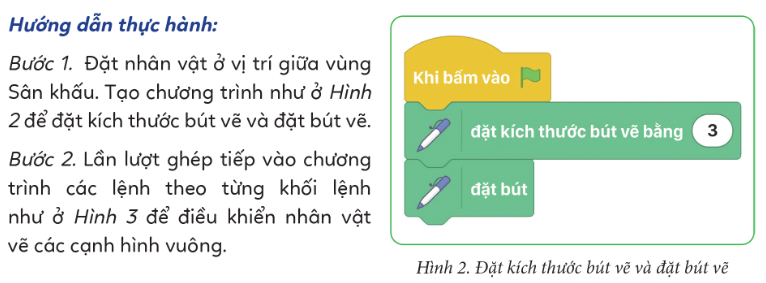 Hướng dẫn thực hành:
Bước 1. Đặt nhân vật ở vị trí giữa vùng
Sân khấu. Tạo chương trình như ở Hình
2 để đặt kích thước bút vẽ và đặt bút vẽ.
Bước 2. Lần lượt ghép tiếp vào chương
trình các lệnh theo từng khối lệnh
như ở Hình 3 để điều khiển nhân vật
vẽ các cạnh hình vuông.
Khi bấm vào
đặt kích thước bút vẽ bằng 3
đặt bút
Hình 2. Đặt kích thước bút vẽ và đặt bút vẽ